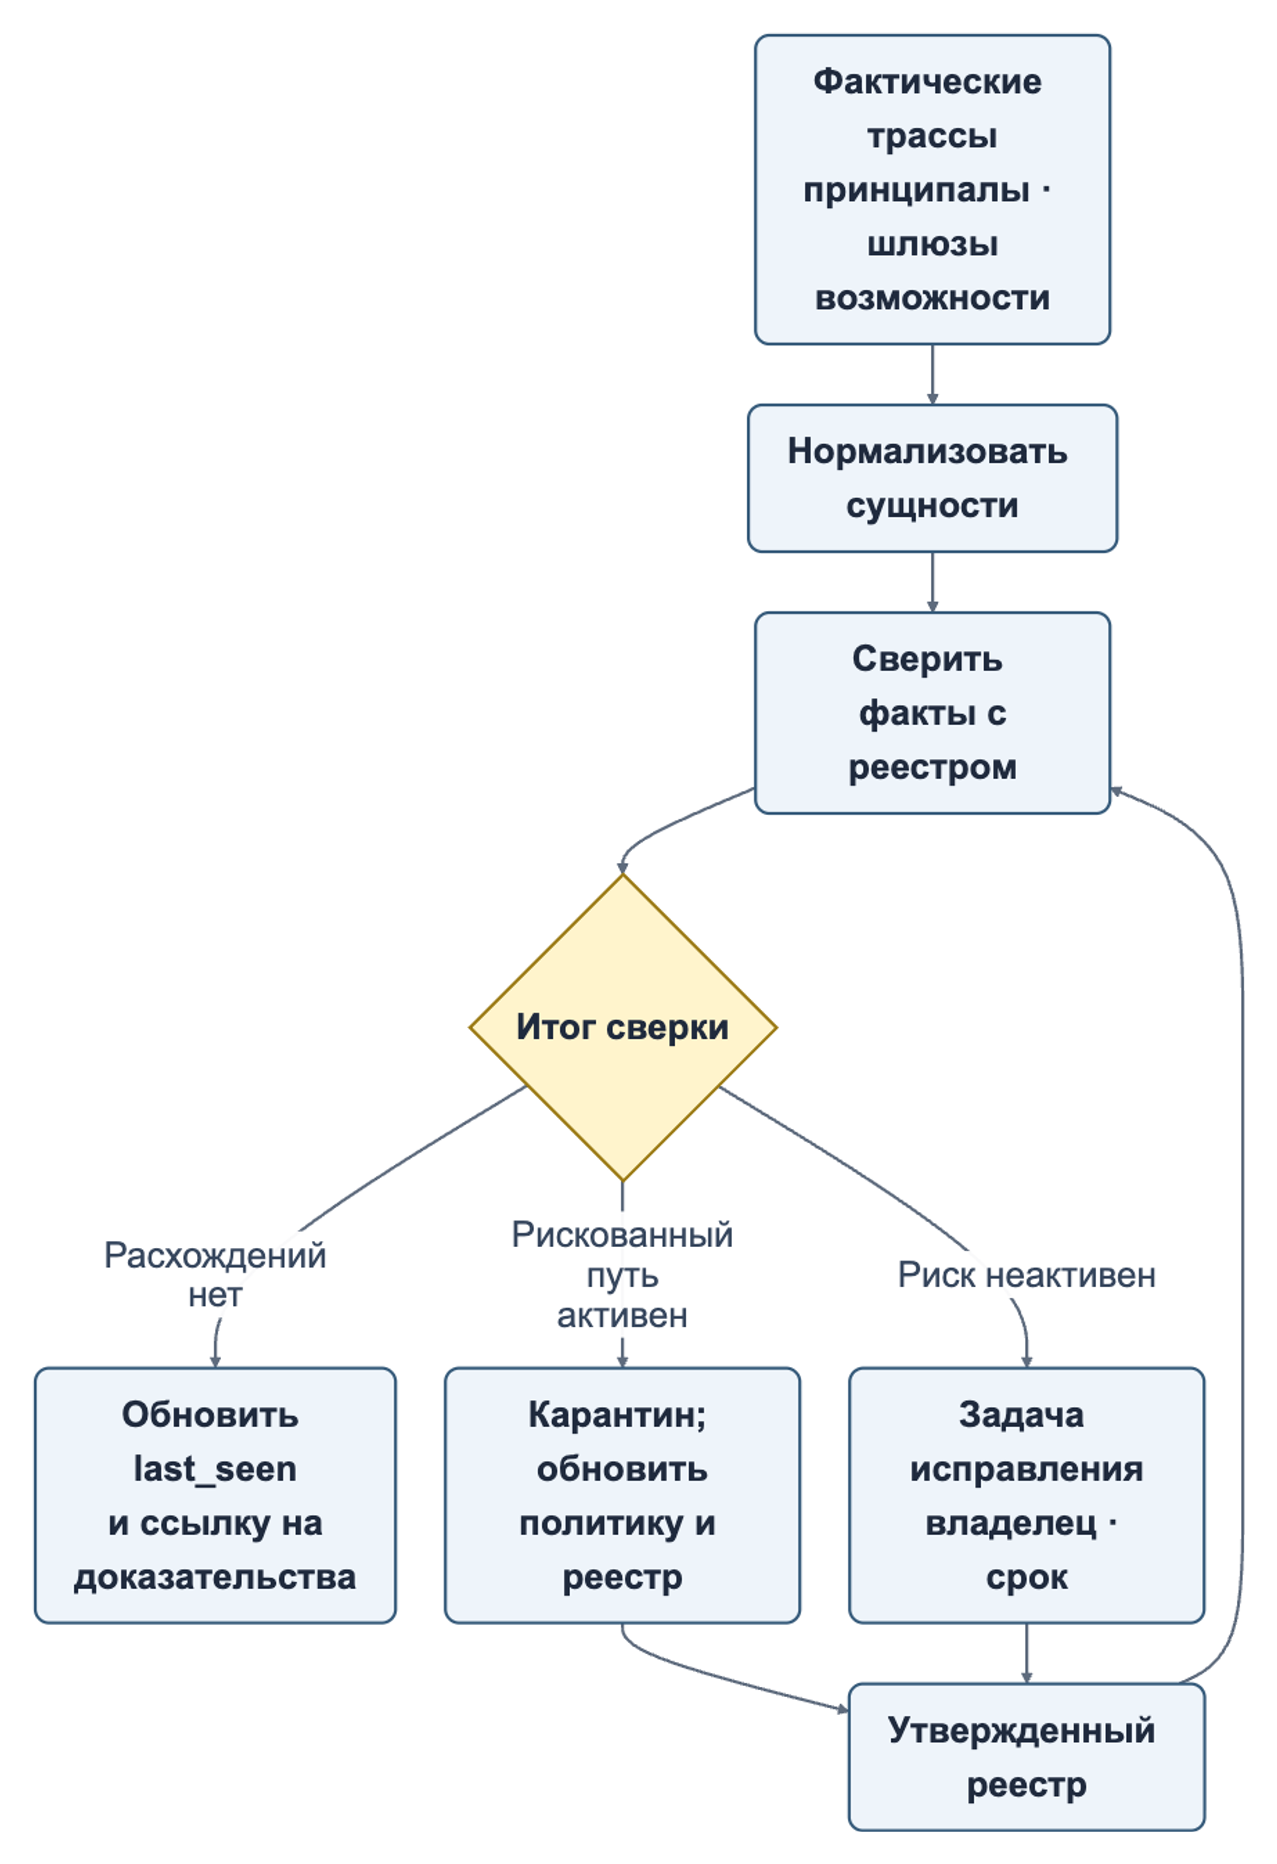 Фактические
трассы
принципалы ·
шлюзы
возможности
Нормализовать
сущности
Сверить
факты с
реестром
Итог сверки
Расхождений
нет
Рискованный
путь
активен
Риск неактивен
Обновить
last_seen
и ссылку на
доказательства
Карантин;
обновить
политику и
реестр
Задача
исправления
владелец ·
срок
Утвержденный
реестр